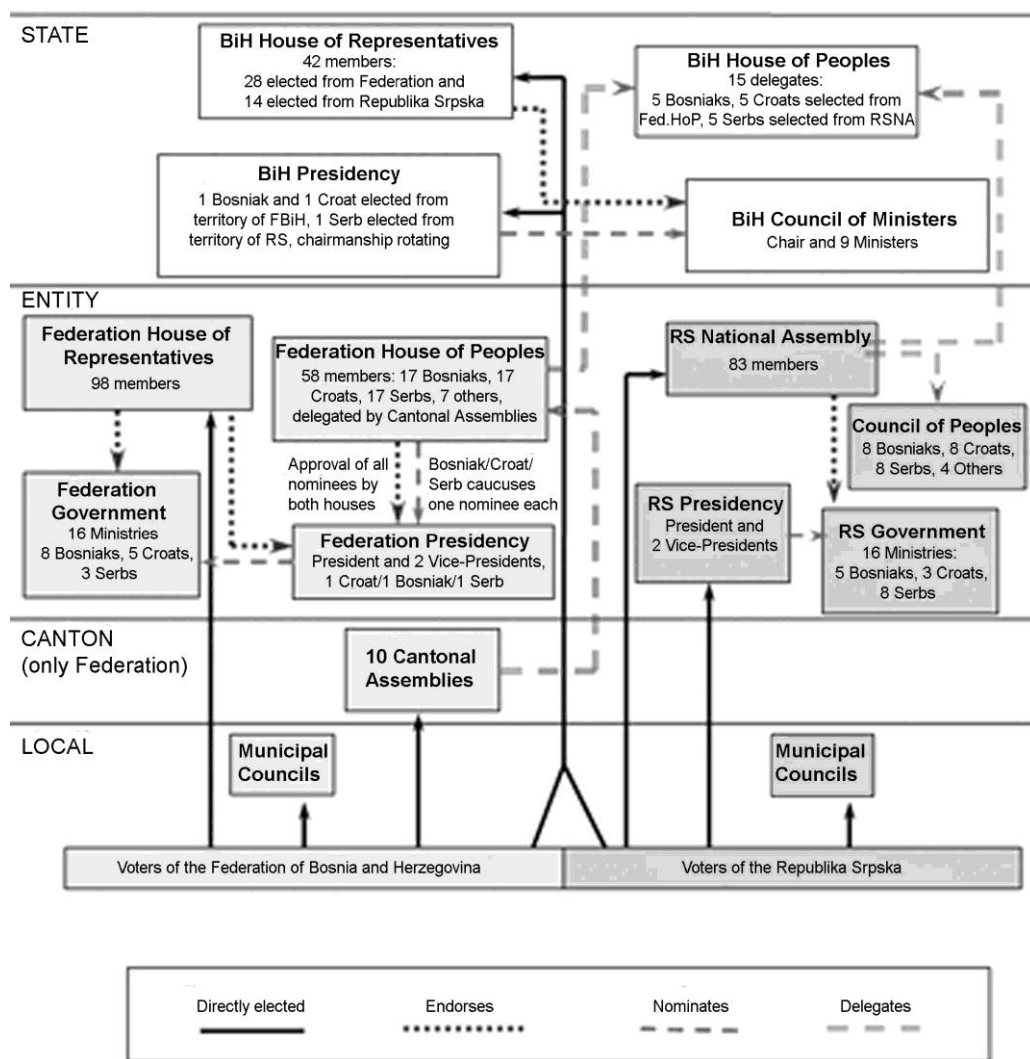 STATE
BiH House of Representatives
42 members:
28 elected from Federation and
14 elected from Republika Srpska
BiH House of Peoples
15 delegates:
5 Bosniaks, 5 Croats selected from
Fed.HoP, 5 Serbs selected from RSNA
BiH Presidency
1 Bosniak and 1 Croat elected from
territory of FBiH, 1 Serb elected from
territory of RS, chairmanship rotating
BiH Council of Ministers
Chair and 9 Ministers
ENTITY
Federation House of
Representatives
98 members
Federation House of Peoples
58 members: 17 Bosniaks, 17
Croats, 17 Serbs, 7 others,
delegated by Cantonal Assemblies
RS National Assembly
83 members
Council of Peoples
8 Bosniaks, 8 Croats,
8 Serbs, 4 Others
Approval of all
nominees by
both houses
Bosniak/Croat/
Serb caucuses
one nominee each
Federation
Government
16 Ministries
8 Bosniaks, 5 Croats,
3 Serbs
Federation Presidency
President and 2 Vice-Presidents,
1 Croat/1 Bosniak/1 Serb
RS Presidency
President and
2 Vice-Presidents
RS Government
16 Ministries:
5 Bosniaks, 3 Croats,
8 Serbs
CANTON
(only Federation)
10 Cantonal
Assemblies
LOCAL
Municipal
Councils
Municipal
Councils
Voters of the Federation of Bosnia and Herzegovina
Voters of the Republika Srpska
Directly elected
Endorses
Nominates
Delegates